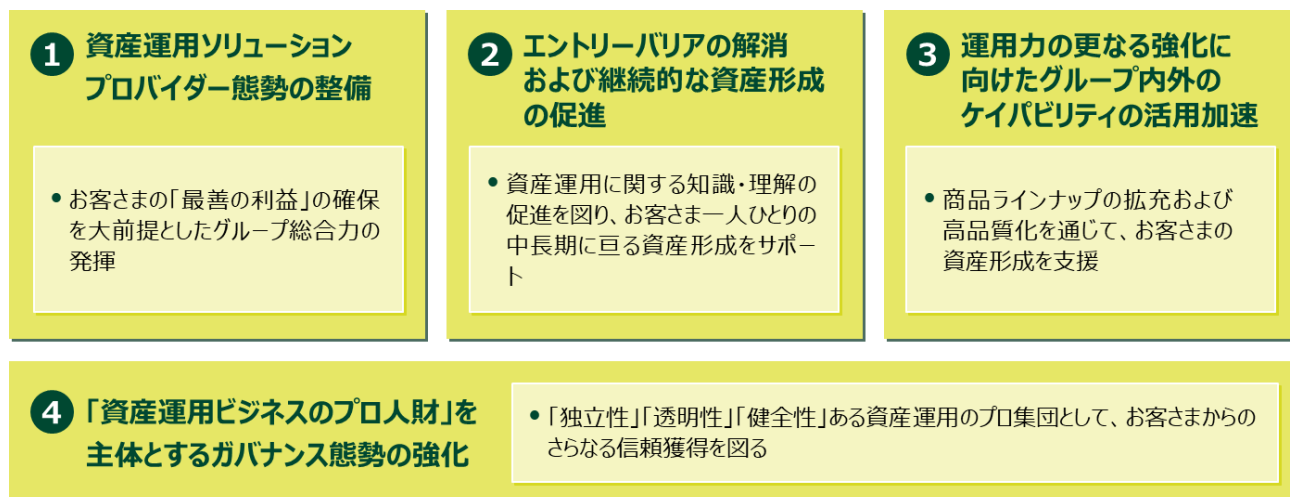 1 資産運用ソリューション
プロバイダー態勢の整備
• お客さまの「最善の利益」の確保
を大前提としたグループ総合力の
発揮
2 エントリーバリアの解消
および継続的な資産形成
の促進
• 資産運用に関する知識・理解の
促進を図り、お客さま一人ひとりの
中長期に亘る資産形成をサポー
ト
3 運用力の更なる強化に
向けたグループ内外の
ケイパビリティの活用加速
• 商品ラインナップの拡充および
高品質化を通じて、お客さまの
資産形成を支援
4 「資産運用ビジネスのプロ人財」を
主体とするガバナンス態勢の強化
• 「独立性」「透明性」「健全性」ある資産運用のプロ集団として、お客さまからの
さらなる信頼獲得を図る